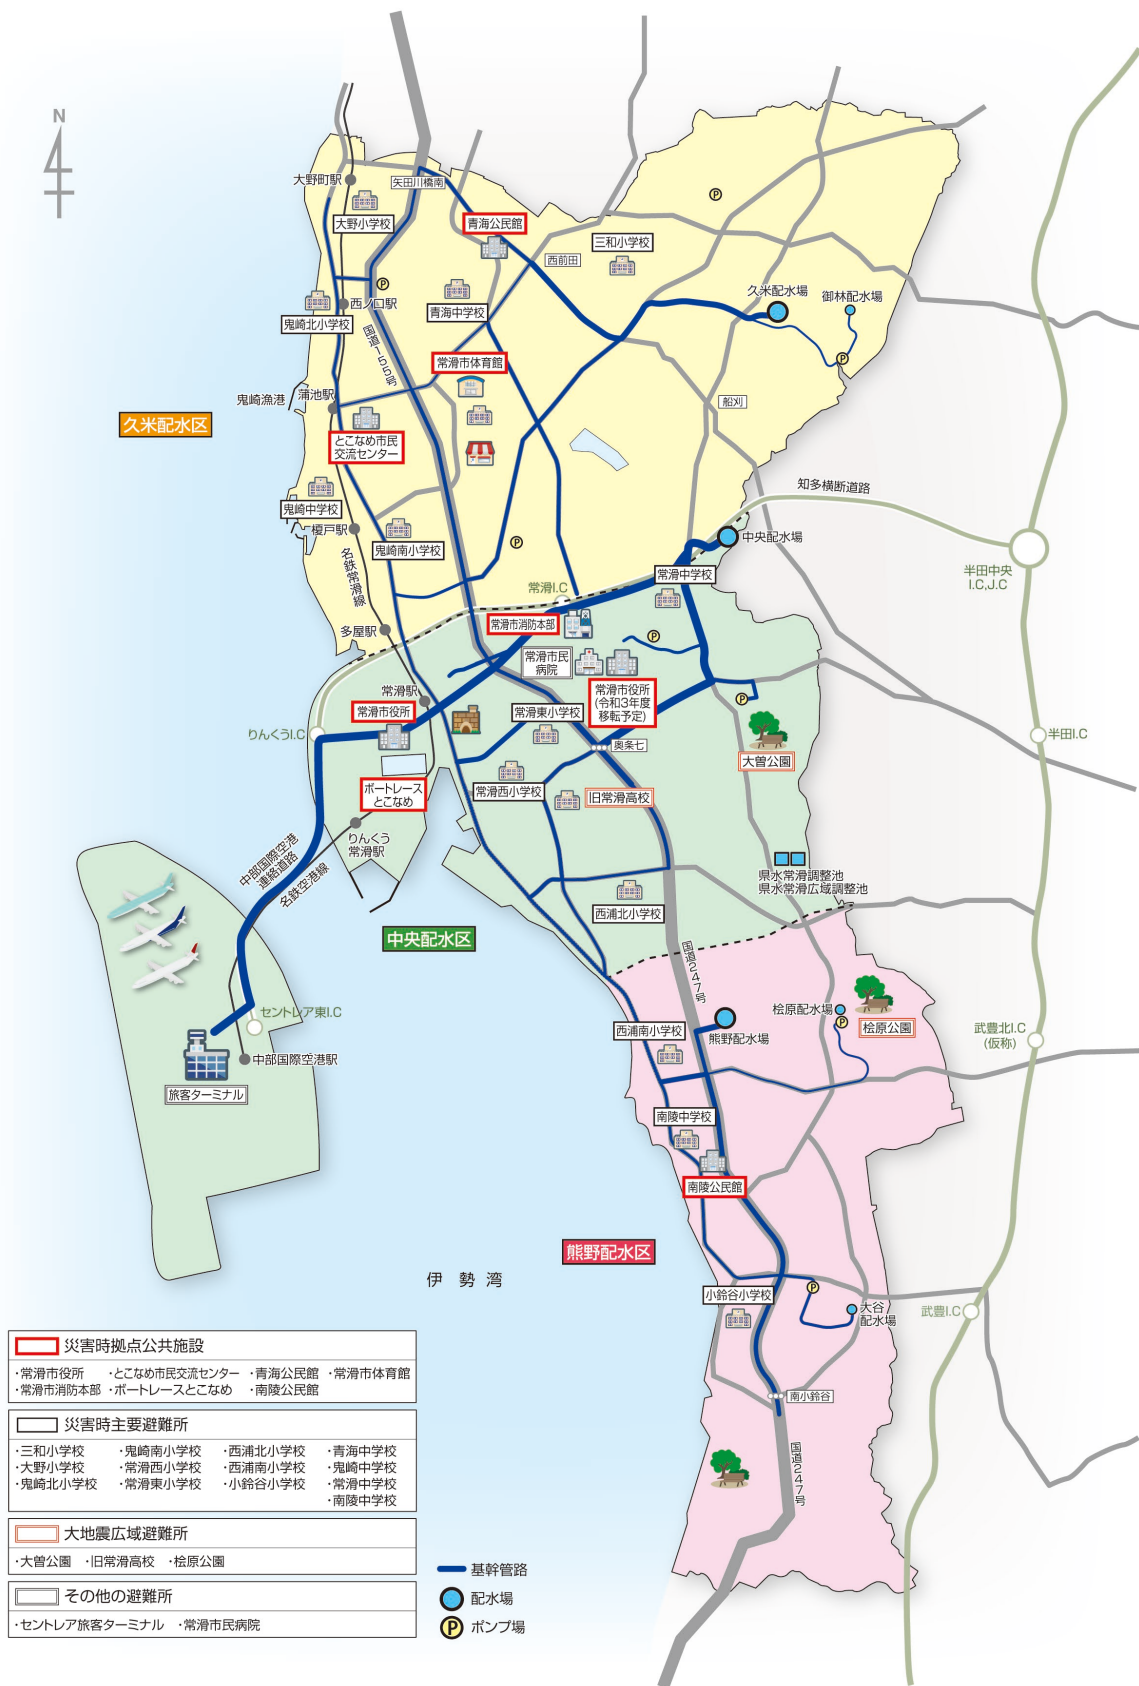 N
大野町駅
矢田川橋南
大野小学校
青海公民館
三和小学校
西前田
久米配水場
御林配水場
P
P
西ノ口駅
鬼崎北小学校
青海中学校
国道155号
P
常滑市体育館
鬼崎漁港
蒲池駅
船刈
久米配水区
とこなめ市民
交流センター
知多横断道路
鬼崎中学校
榎戸駅
鬼崎南小学校
P
中央配水場
名鉄常滑線
常滑中学校
半田中央
I.C,J.C
常滑I.C
常滑市消防本部
多屋駅
P
常滑市民
病院
常滑市役所
(令和3年度
移転予定)
常滑駅
P
常滑市役所
常滑東小学校
りんくうI.C
奥条七
半田I.C
大曽公園
ボートレース
とこなめ
常滑西小学校
旧常滑高校
りんくう
常滑駅
中部国際空港
連絡道路
名鉄空港線
県水常滑調整池
県水常滑広域調整池
西浦北小学校
中央配水区
国道247号
セントレア東I.C
桧原配水場
P
桧原公園
西浦南小学校
熊野配水場
武豊北I.C
(仮称)
中部国際空港駅
旅客ターミナル
南陵中学校
南陵公民館
熊野配水区
伊勢湾
小鈴谷小学校
P
大谷
配水場
武豊I.C
南小鈴谷
国道247号
災害時拠点公共施設
・常滑市役所 ・とこなめ市民交流センター ・青海公民館 ・常滑市体育館
・常滑市消防本部 ・ボートレースとこなめ ・南陵公民館
災害時主要避難所
・三和小学校 ・鬼崎南小学校 ・西浦北小学校 ・青海中学校
・大野小学校 ・常滑西小学校 ・西浦南小学校 ・鬼崎中学校
・鬼崎北小学校 ・常滑東小学校 ・小鈴谷小学校 ・常滑中学校
・南陵中学校
大地震広域避難所
・大曽公園 ・旧常滑高校 ・桧原公園
その他の避難所
・セントレア旅客ターミナル ・常滑市民病院
基幹管路
配水場
P ポンプ場